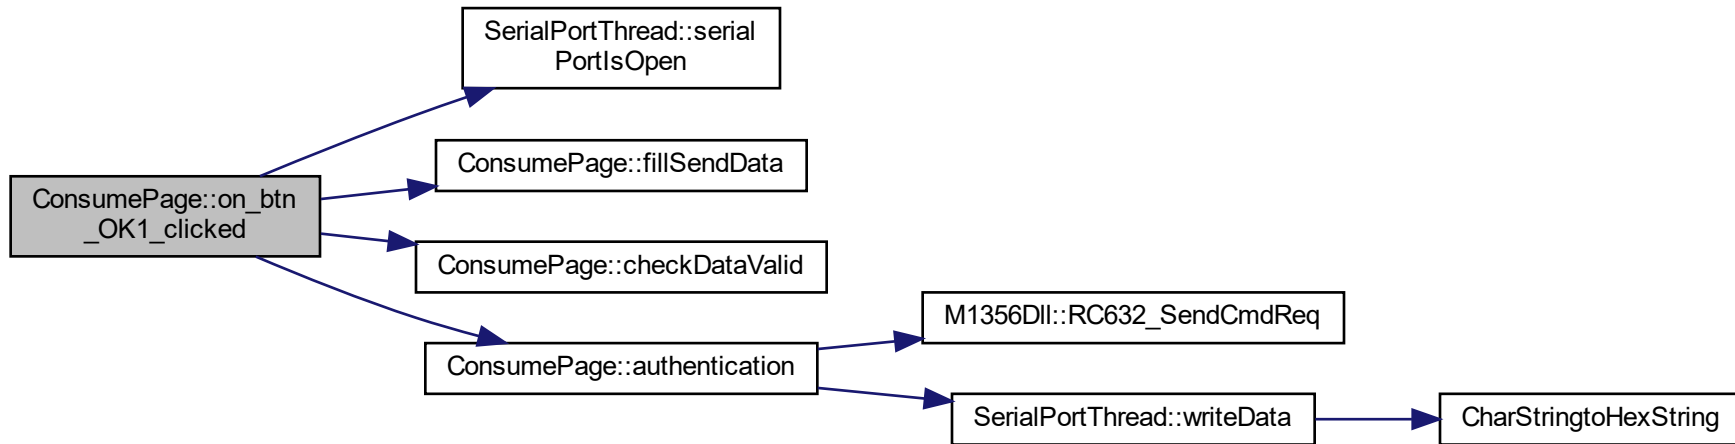 SerialPortThread::serial
PortIsOpen
ConsumePage::fillSendData
ConsumePage::on_btn
_OK1_clicked
ConsumePage::checkDataValid
M1356Dll::RC632_SendCmdReq
ConsumePage::authentication
SerialPortThread::writeData
CharStringtoHexString